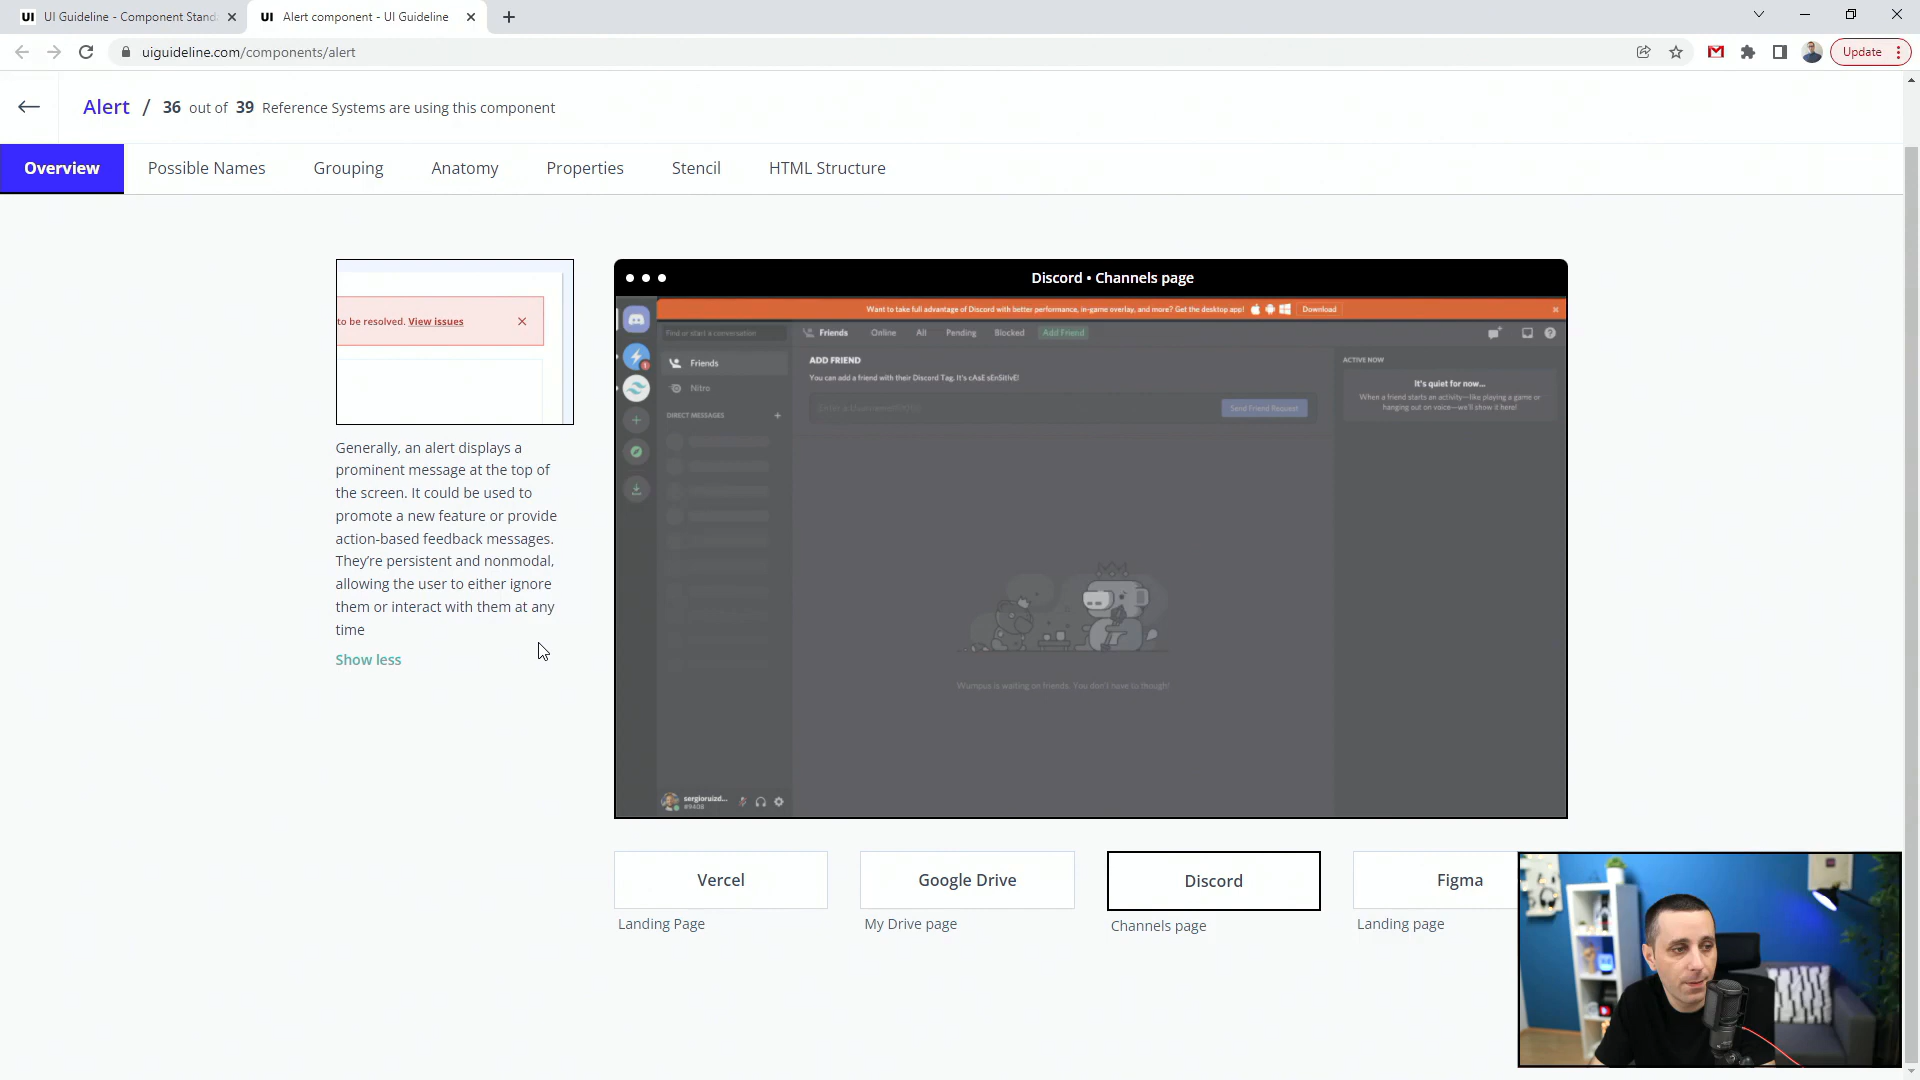 UI Guideline - Component Stand
Alert component - UI Guideline
uiguideline.com/components/alert
Update
Alert / 36 out of 39 Reference Systems are using this component
Overview
Possible Names
Grouping
Anatomy
Properties
Stencil
HTML Structure
to be resolved. View issues
Generally, an alert displays a
prominent message at the top of
the screen. It could be used to
promote a new feature or provide
action-based feedback messages.
They're persistent and nonmodal,
allowing the user to either ignore
them or interact with them at any
time
Show less
Discord • Channels page
Want to take full advantage of Discord with better performance, in-game overlay, and more? Get the desktop app!
Download
Find or start a conversation
Friends
Online
All
Pending
Blocked
Add Friend
Friends
Nitro
DIRECT MESSAGES
ADD FRIEND
You can add a friend with their Discord Tag. It's cAsE sEnSitIvE!
Send Friend Request
ACTIVE NOW
It's quiet for now...
When a friend starts an activity—like playing a game or
hanging out on voice—we'll show it here!
Wumpus is waiting on friends. You don't have to though!
sergioruizd...
#9408
Vercel
Landing Page
Google Drive
My Drive page
Discord
Channels page
Figma
Landing page